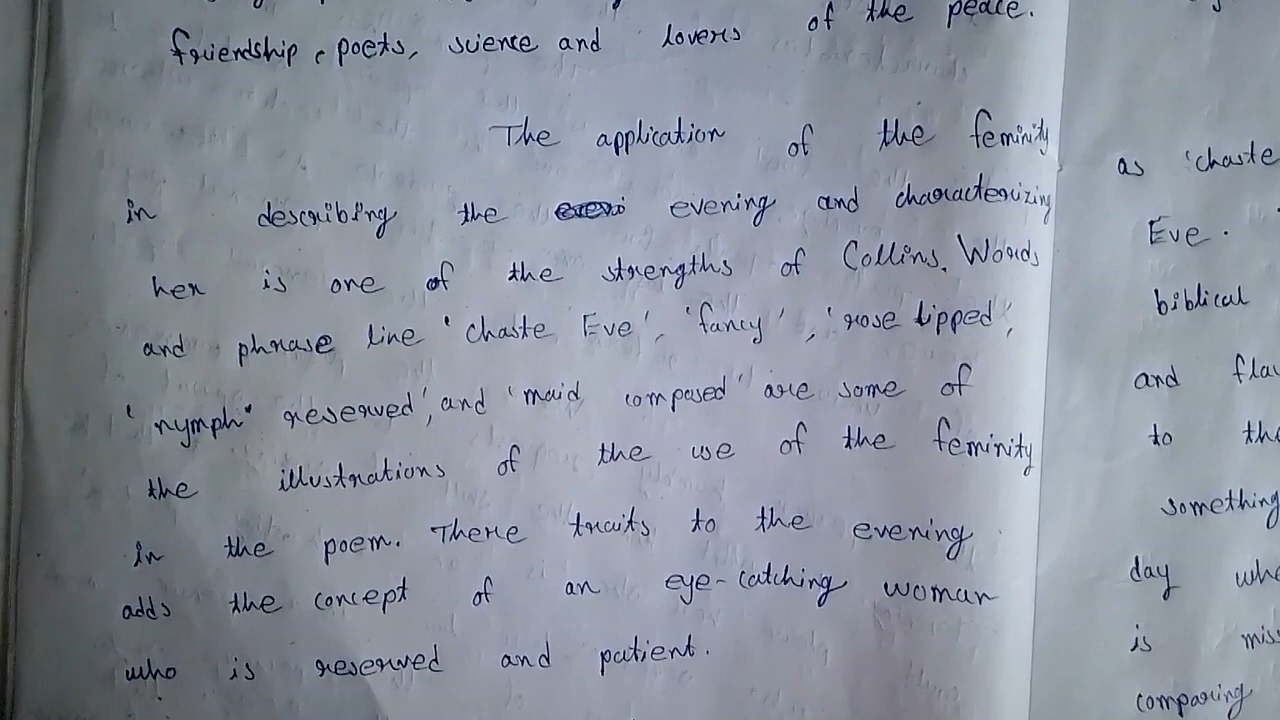 of the peace.
friendship, poets, science and lovers
The application of the feminity
in describing the evening and characterizing
her is one of the strengths of Collins. Words
and phrase line 'chaste Eve', 'fancy', 'rose lipped',
'nymph" reserved', and 'maid composed' are some of
the illustrations of the use of the feminity
in the poem. There traits to the evening
adds the concept of an eye-catching woman
who is reserved and patient.
as 'chaste
Eve.
biblical
and
to
something
day
is
comparing